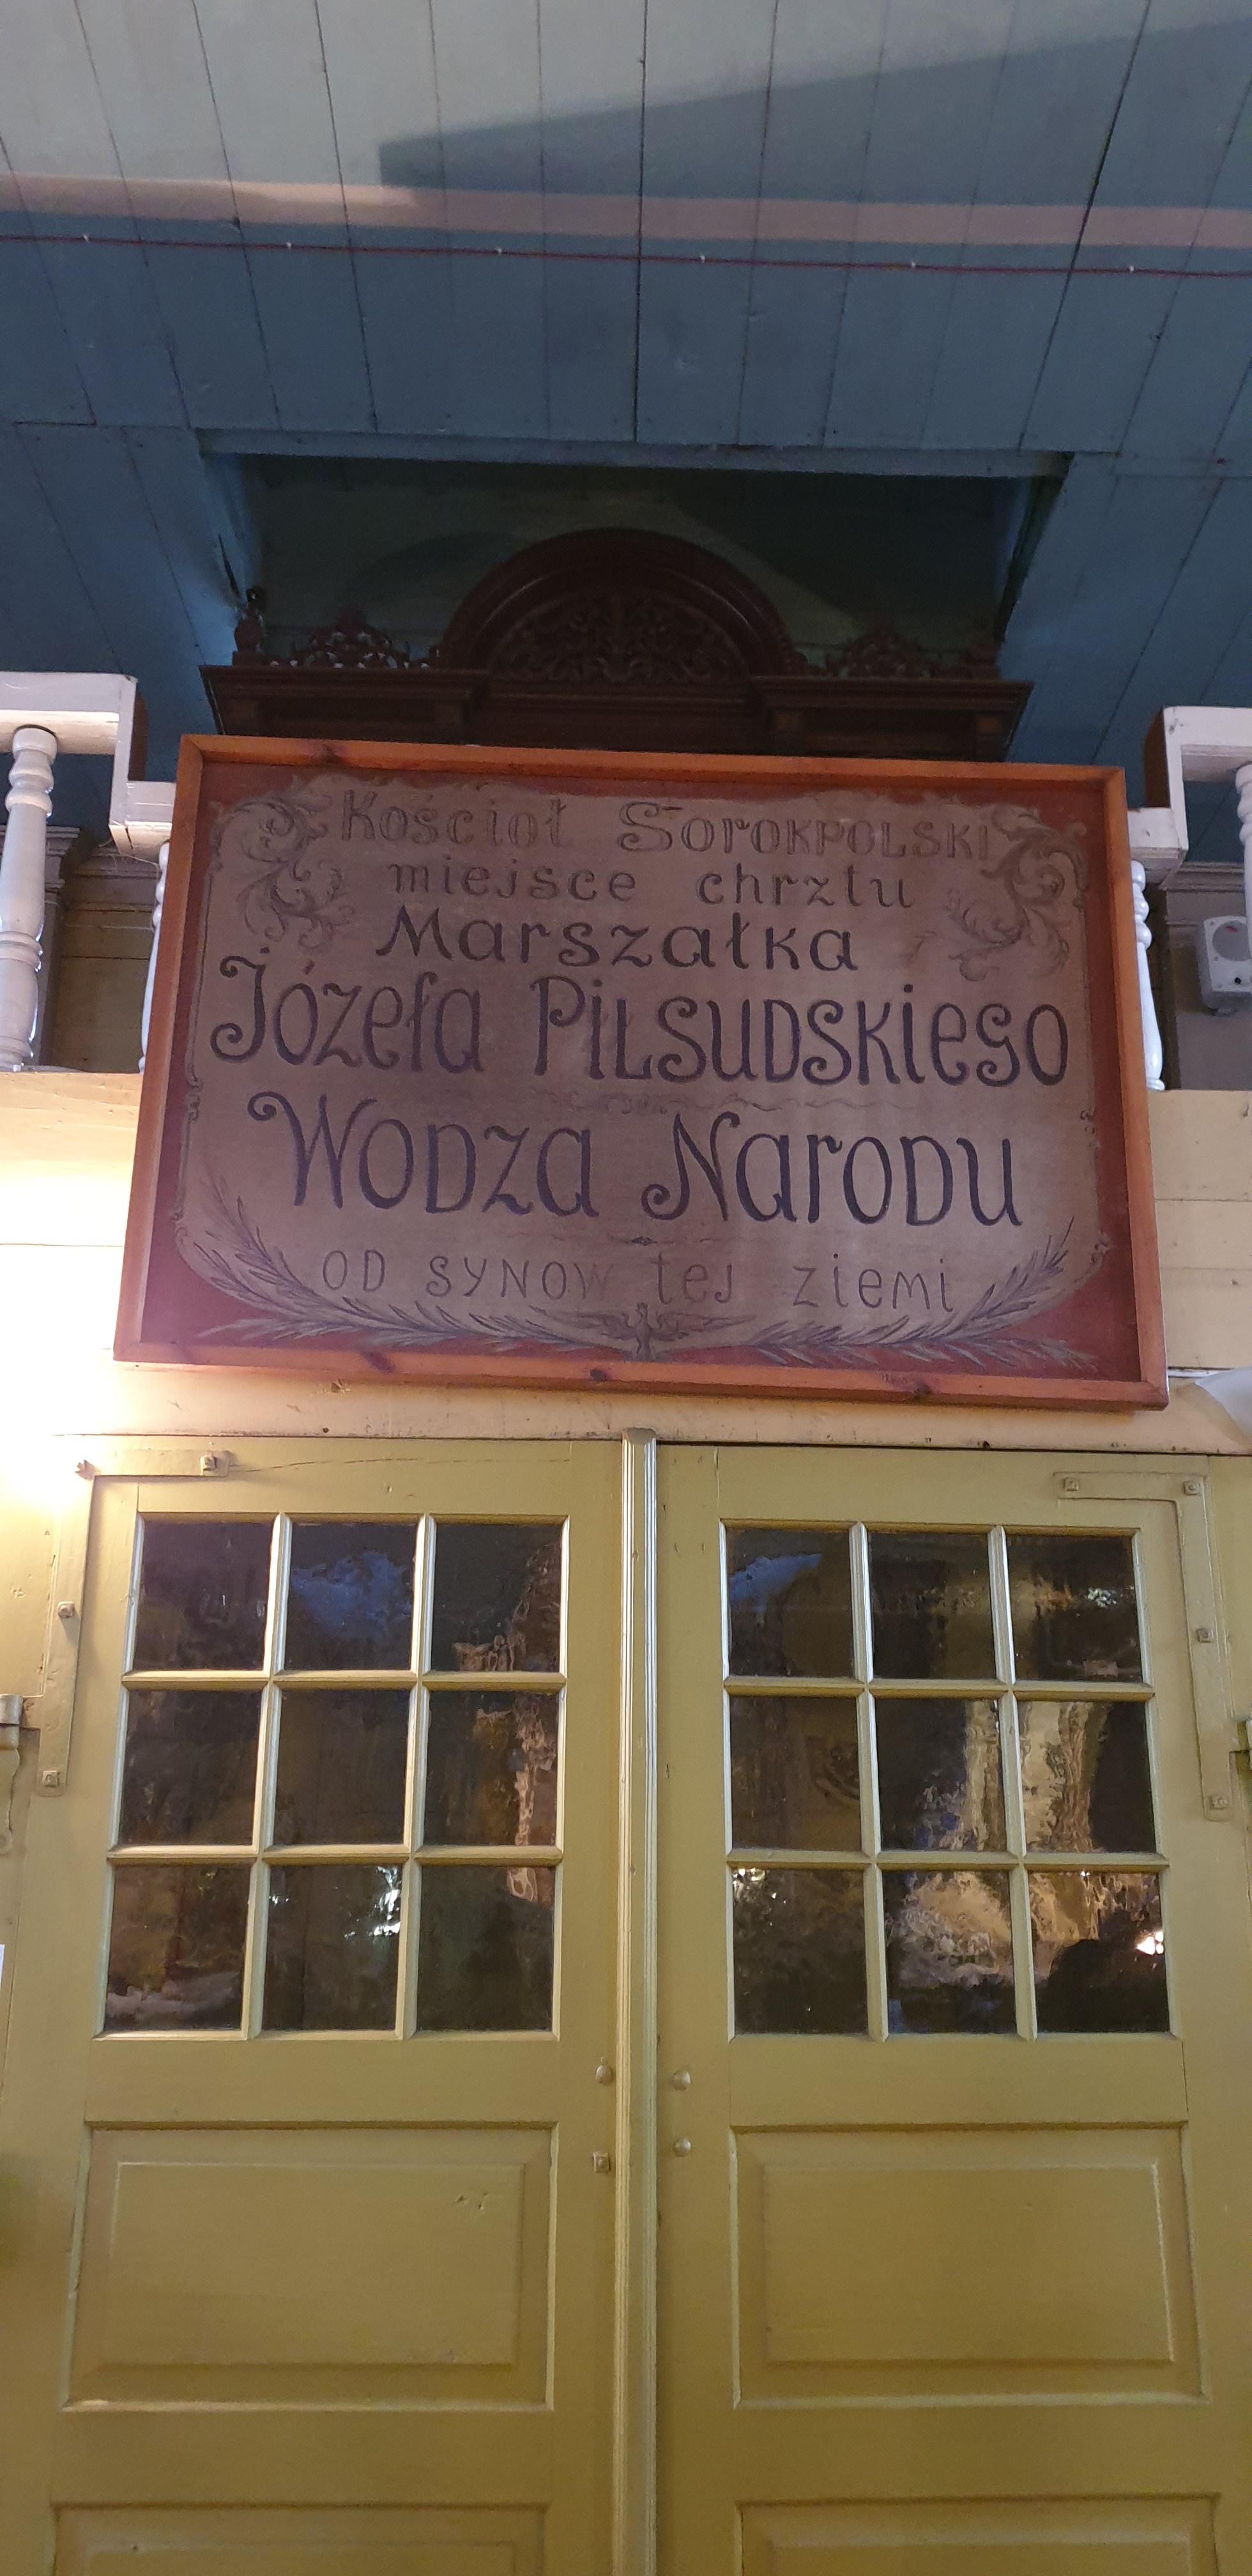 Kościoł SOROKPOLSKI
miejsce chrztu
Marszałka
Józefa PIŁSUDSKiego
WODZA NARODU
OD SYNOW tej ziemi